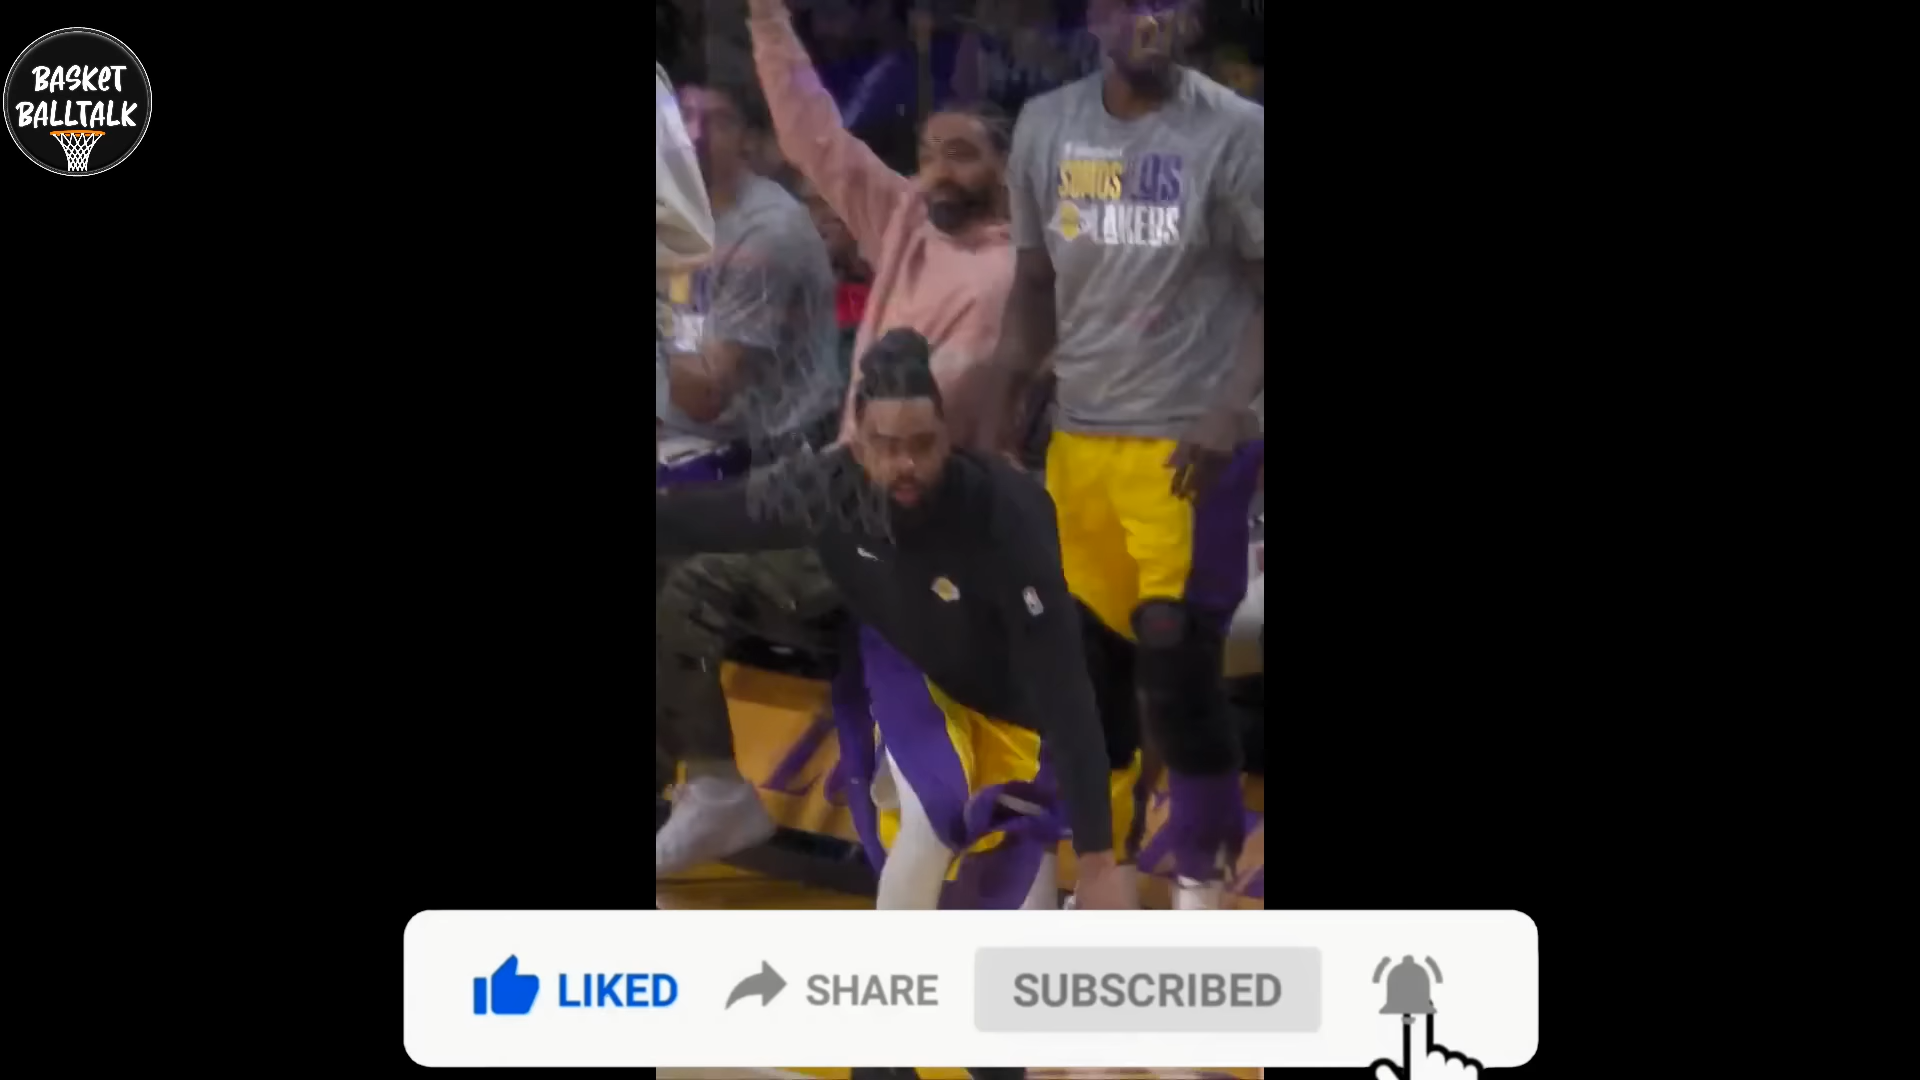 BASKET
BALLTALK
SOMOS LOS
LAKERS
LIKED
SHARE
SUBSCRIBED